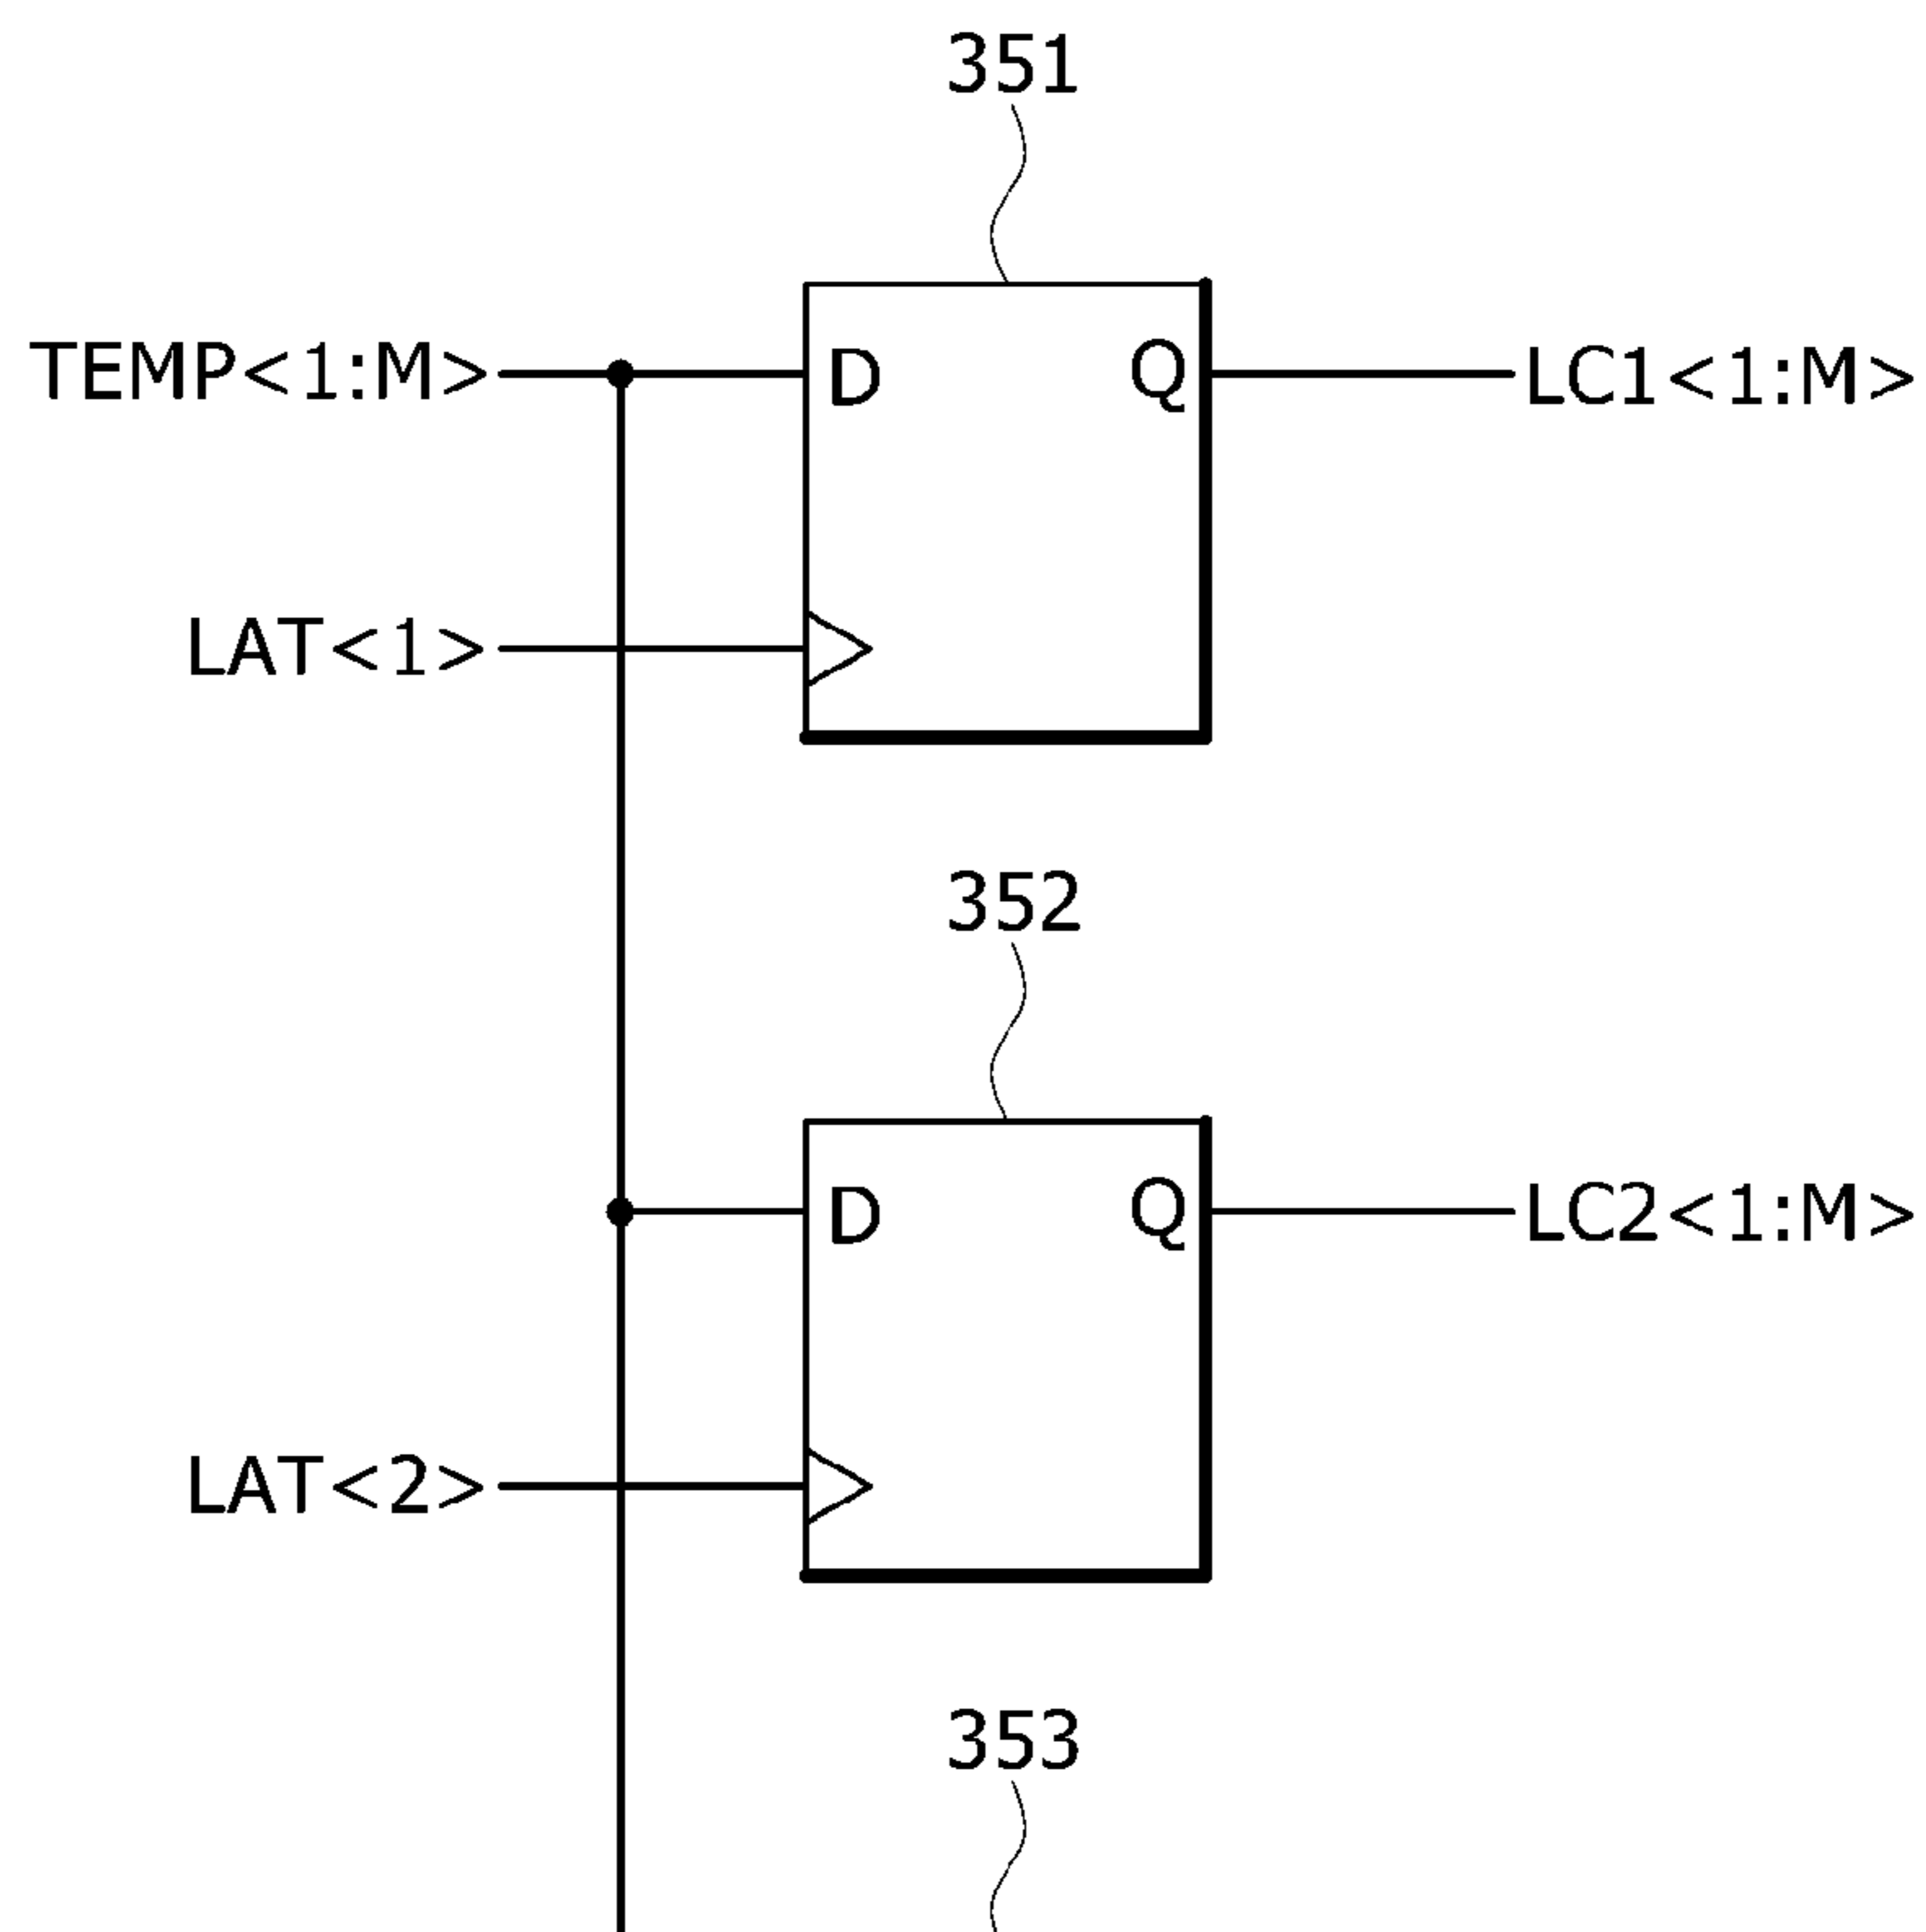 351
TEMP<1:M>
D
Q
LC1<1:M>
LAT<1>
352
D
Q
LC2<1:M>
LAT<2>
353